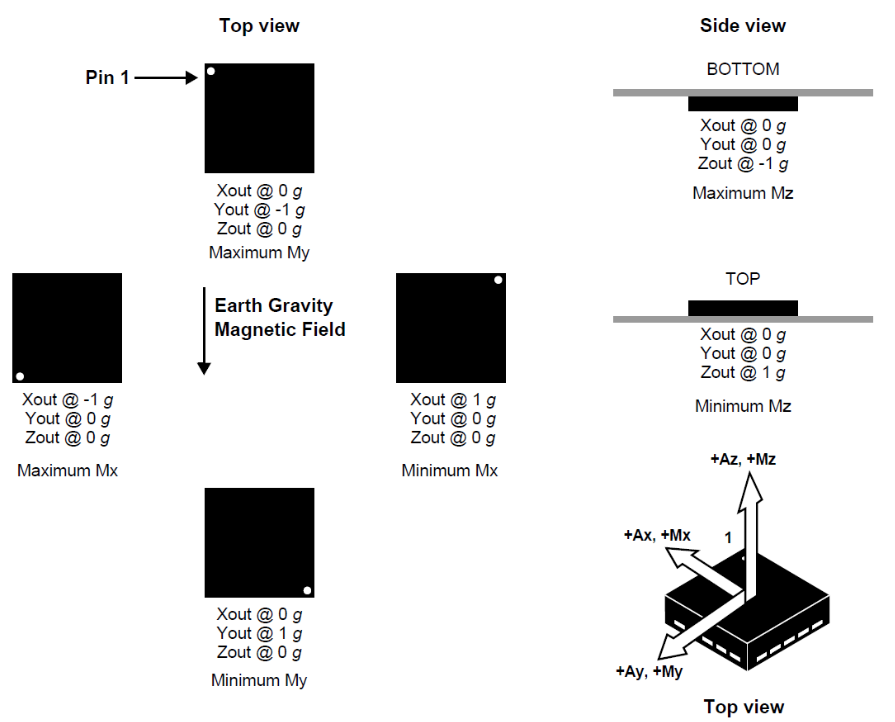 Top view
Side view
Pin 1
BOTTOM
Xout @ 0 g
Yout @ -1 g
Zout @ 0 g
Maximum My
Xout @ 0 g
Yout @ 0 g
Zout @ -1 g
Maximum Mz
Earth Gravity
Magnetic Field
TOP
Xout @ -1 g
Yout @ 0 g
Zout @ 0 g
Maximum Mx
Xout @ 1 g
Yout @ 0 g
Zout @ 0 g
Minimum Mx
Xout @ 0 g
Yout @ 0 g
Zout @ 1 g
Minimum Mz
Xout @ 0 g
Yout @ 1 g
Zout @ 0 g
Minimum My
+Az, +Mz
+Ax, +Mx
1
+Ay, +My
Top view